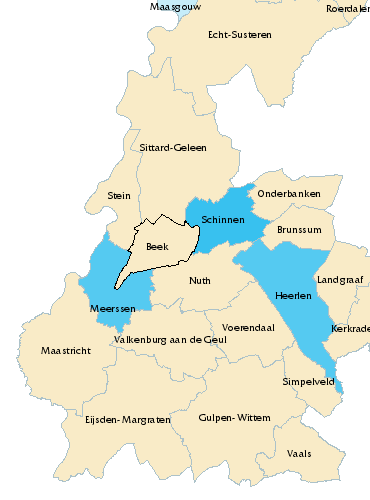 Maasgouw
Roerdalen
Echt-Susteren
Sittard-Geleen
Stein
Onderbanken
Schinnen
Brunssum
Beek
Nuth
Landgraaf
Heerlen
Meerssen
Voerendaal
Kerkrade
Valkenburg aan de Geul
Maastricht
Simpelveld
Eijsden-Margraten
Gulpen-Wittem
Vaals